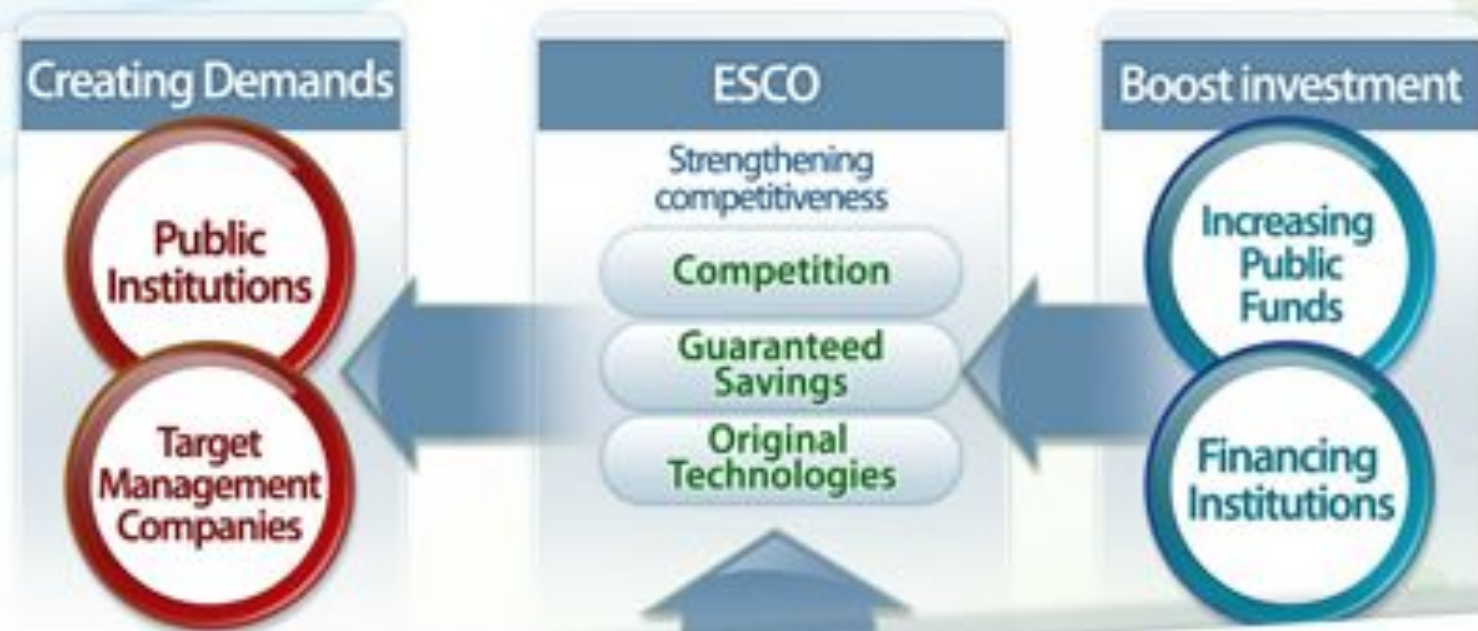 Creating Demands
Public
Institutions
Target
Management
Companies
ESCO
Strengthening
competitiveness
Competition
Guaranteed
Savings
Original
Technologies
Boost investment
Increasing
Public
Funds
Financing
Institutions